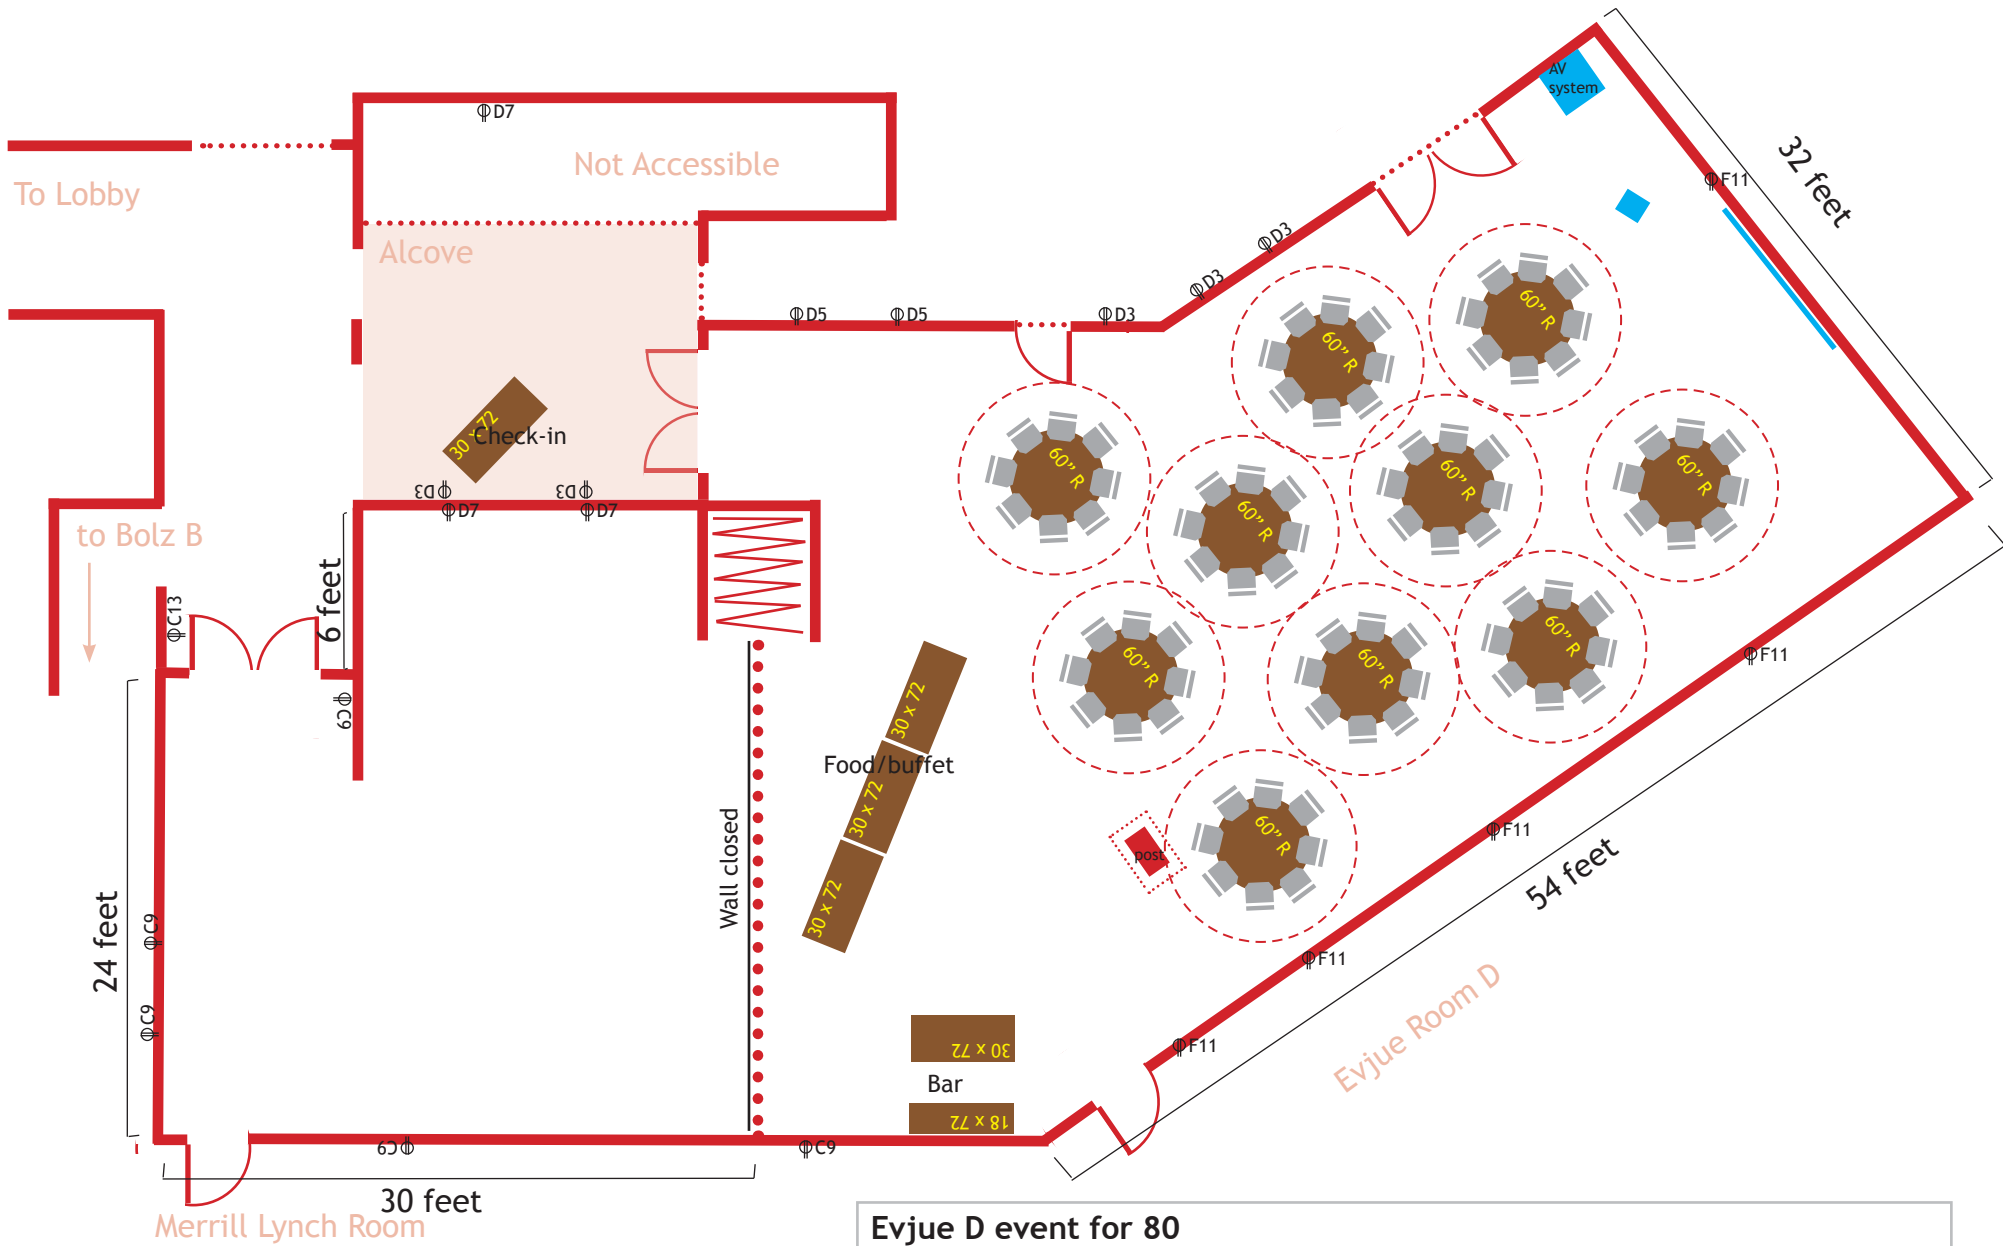 AV
system
D7
Not Accessible
To Lobby
Alcove
32 feet
F11
D3
D3
D5
D5
D3
60” R
60” R
60” R
60” R
60” R
60” R
60” R
60” R
60” R
60” R
30 x 72
Check-in
D3
D3
D7
D7
to Bolz B
6 feet
C13
C9
30 x 72
Food/buffet
30 x 72
30 x 72
Wall closed
post
F11
F11
F11
F11
54 feet
Evjue Room D
24 feet
C9
C9
30 x 72
Bar
18 x 72
C9
C9
30 feet
Merrill Lynch Room
Evjue D event for 80